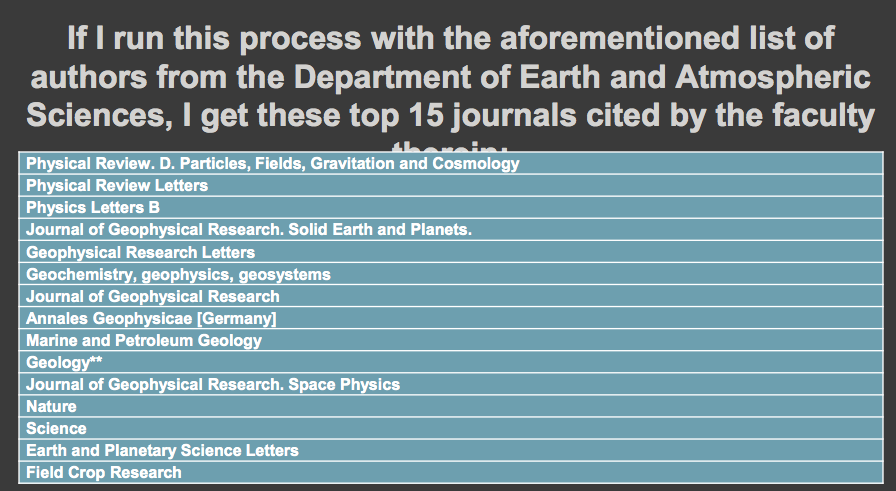 If I run this process with the aforementioned list of
authors from the Department of Earth and Atmospheric
Sciences, I get these top 15 journals cited by the faculty
therein:
Physical Review. D. Particles, Fields, Gravitation and Cosmology
Physical Review Letters
Physics Letters B
Journal of Geophysical Research. Solid Earth and Planets.
Geophysical Research Letters
Geochemistry, geophysics, geosystems
Journal of Geophysical Research
Annales Geophysicae [Germany]
Marine and Petroleum Geology
Geology**
Journal of Geophysical Research. Space Physics
Nature
Science
Earth and Planetary Science Letters
Field Crop Research